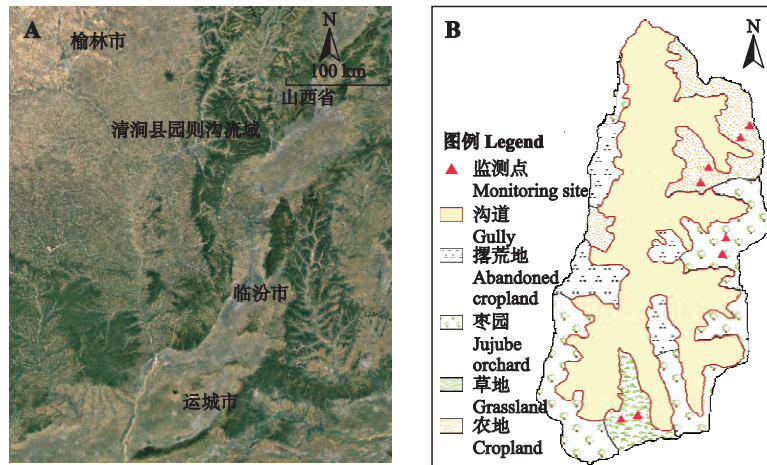 A
N
榆林市
100 km
山西省
清涧县园则沟流域
临汾市
运城市
B
N
图例 Legend
监测点
Monitoring site
沟道
Gully
撂荒地
Abandoned
cropland
枣园
Jujube
orchard
草地
Grassland
农地
Cropland